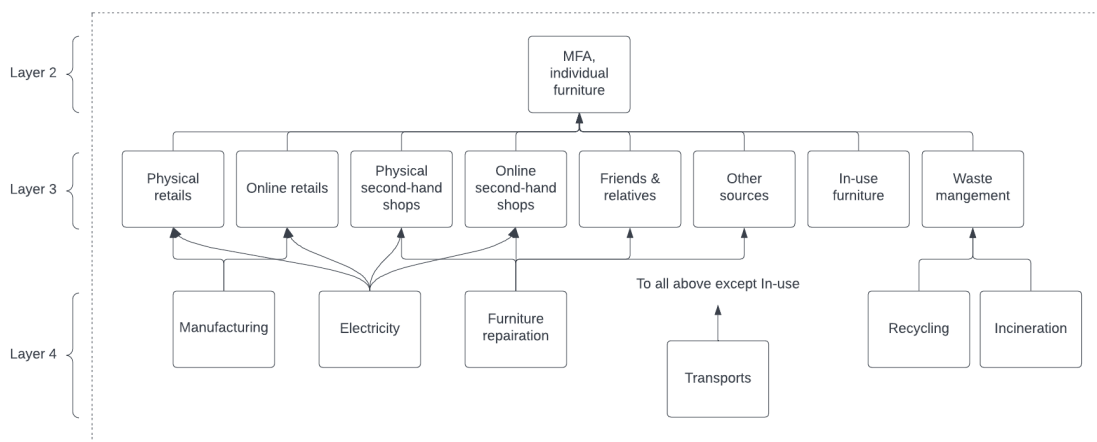 Layer 2
MFA,
individual
furniture
Layer 3
Physical
retails
Online retails
Physical
second-hand
shops
Online
second-hand
shops
Friends &
relatives
Other
sources
In-use
furniture
Waste
mangement
To all above except In-use
Layer 4
Manufacturing
Electricity
Furniture
repairation
Transports
Recycling
Incineration